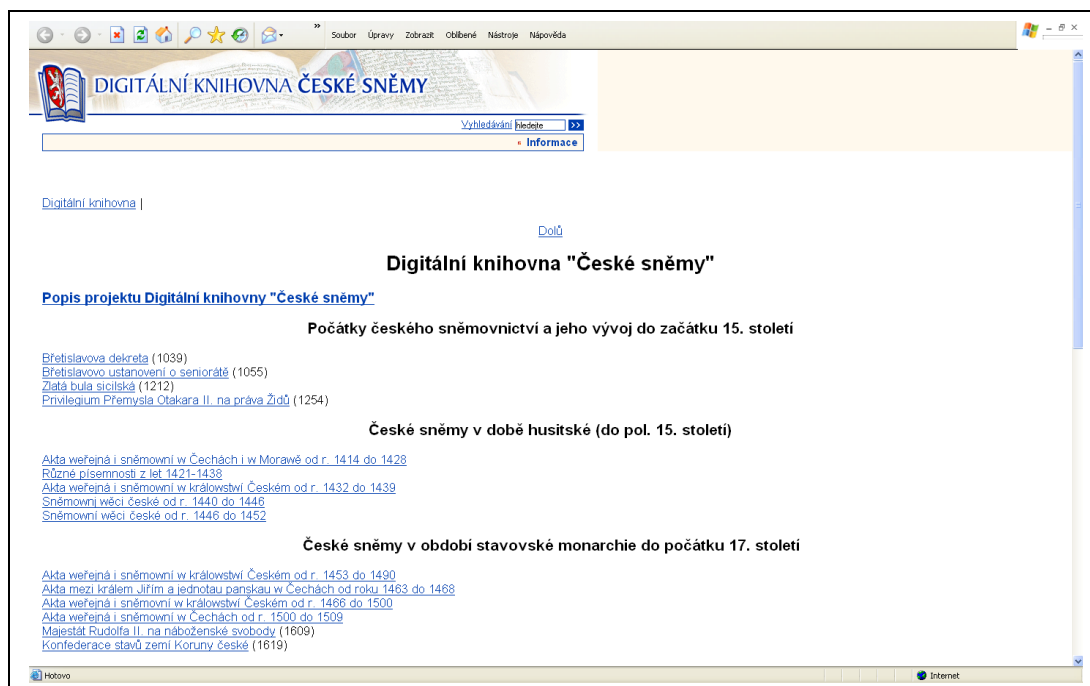 » Soubor Úpravy Zobrazit Oblíbené Nástroje Nápověda
DIGITÁLNÍ KNIHOVNA ČESKÉ SNĚMY
Vyhledávání hledejte >>
« Informace
Digitální knihovna |
Dolů
Digitální knihovna "České sněmy"
Popis projektu Digitální knihovny "České sněmy"
Počátky českého sněmovnictví a jeho vývoj do začátku 15. století
Břetislavova dekreta (1039)
Břetislavovo ustanovení o seniorátě (1055)
Zlatá bula sicilská (1212)
Privilegium Přemysla Otakara II. na práva Židů (1254)
České sněmy v době husitské (do pol. 15. století)
Akta weřejná i sněmowní w Čechách i w Morawě od r. 1414 do 1428
Různé písemnosti z let 1421-1438
Akta weřejná i sněmowní w králowstwí Českém od r. 1432 do 1439
Sněmownj wěci české od r. 1440 do 1446
Sněmowní wěci české od r. 1446 do 1452
České sněmy v období stavovské monarchie do počátku 17. století
Akta weřejná i sněmowní w králowstwí Českém od r. 1453 do 1490
Akta mezi králem Jiřím a jednotau panskau w Čechách od roku 1463 do 1468
Akta weřejná i sněmovní w králowstwí Českém od r. 1466 do 1500
Akta weřejná i sněmowní w Čechách od r. 1500 do 1509
Majestát Rudolfa II. na náboženské svobody (1609)
Konfederace stavů zemí Koruny české (1619)
Hotovo Internet